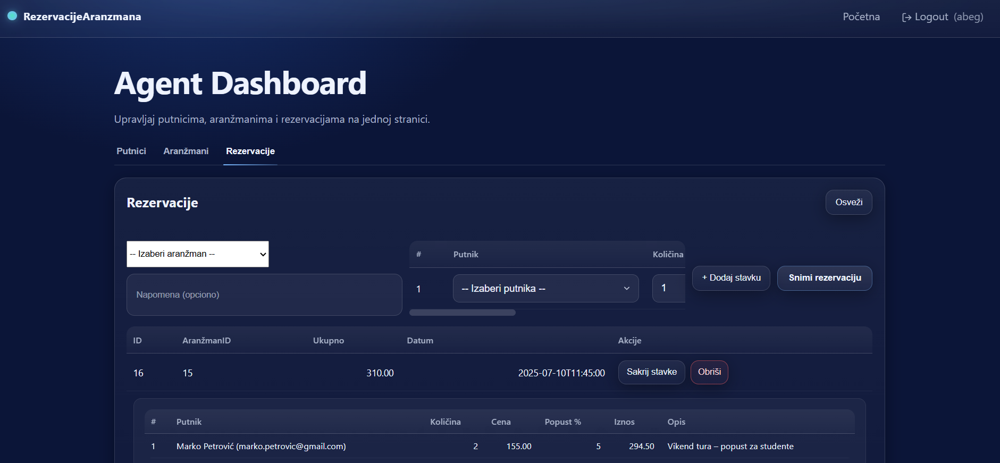 RezervacijeAranzmana
Početna
Logout (abeg)
Agent Dashboard
Upravljaj putnicima, aranžmanima i rezervacijama na jednoj stranici.
Putnici Aranžmani Rezervacije
Rezervacije
Osveži
-- Izaberi aranžman --
Napomena (opciono)
# Putnik Količina
1 -- Izaberi putnika -- 1
+ Dodaj stavku
Snimi rezervaciju
ID AranžmanID Ukupno Datum Akcije
16 15 310.00 2025-07-10T11:45:00 Sakrij stavke Obriši
# Putnik Količina Cena Popust % Iznos Opis
1 Marko Petrović (marko.petrovic@gmail.com) 2 155.00 5 294.50 Vikend tura – popust za studente